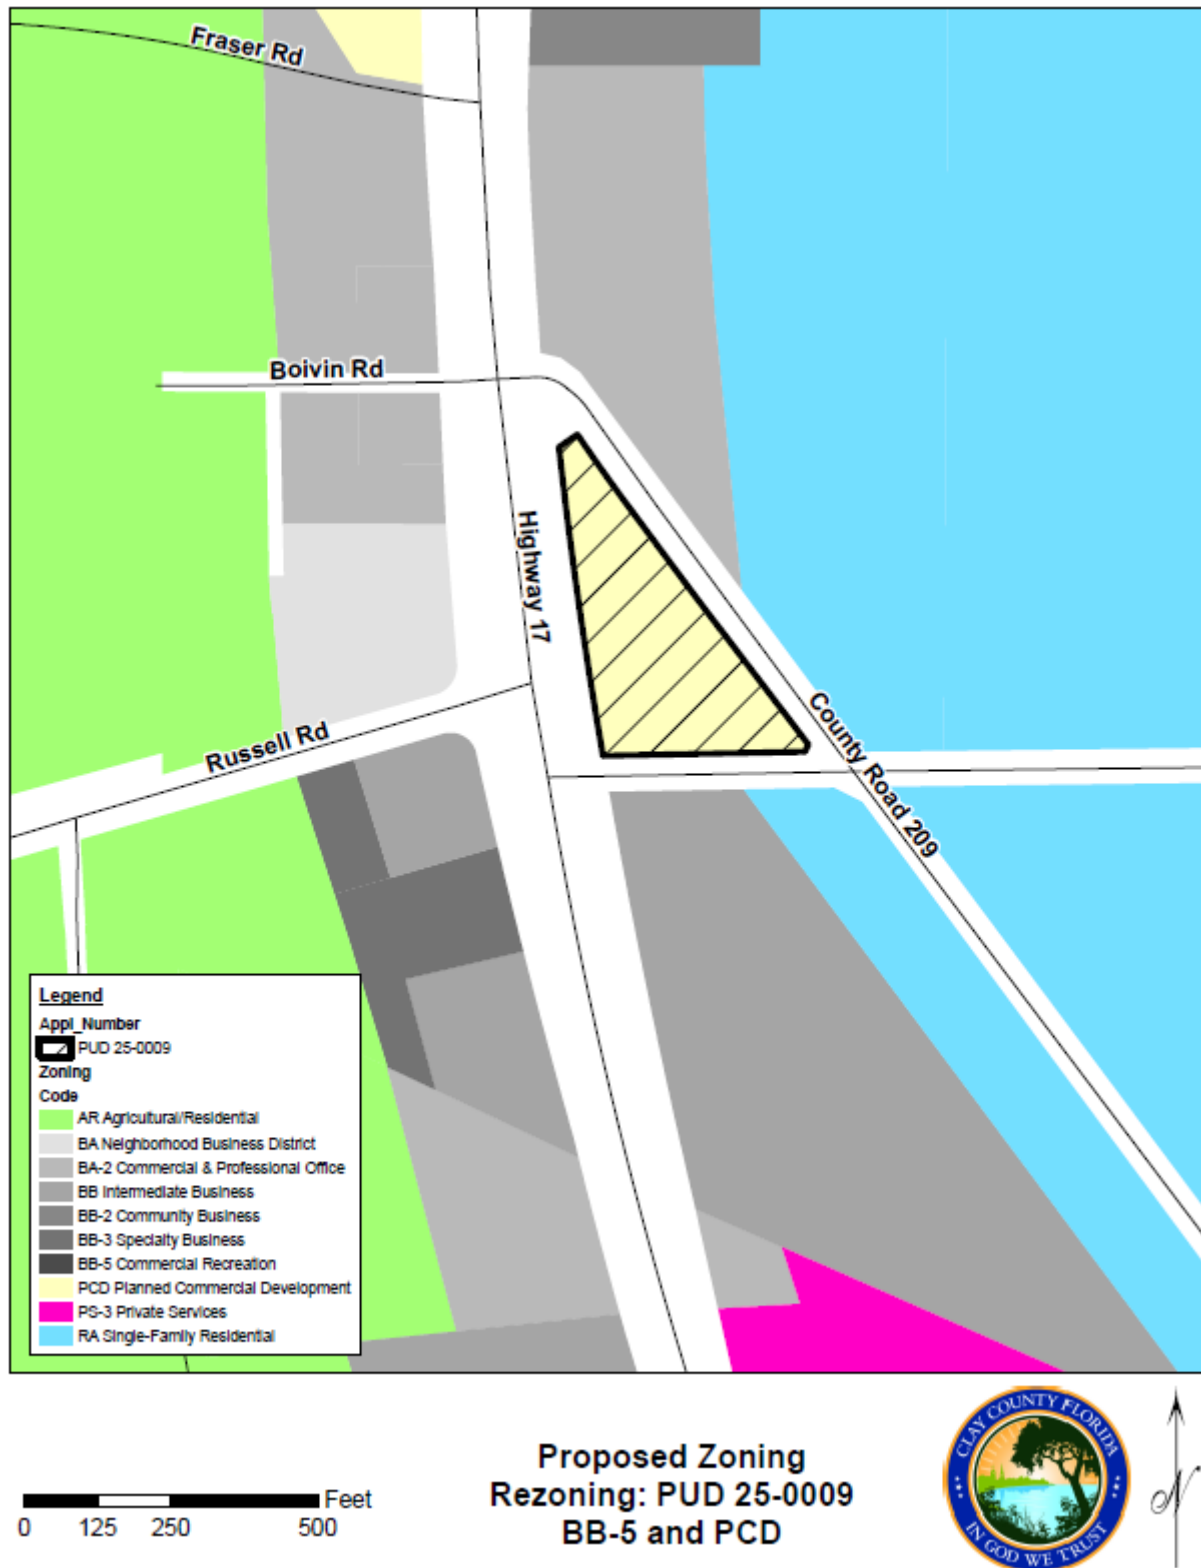 Fraser Rd
Boivin Rd
Highway 17
Russell Rd
County Road 209
Legend
Appl_Number
PUD 25-0009
Zoning
Code
AR Agricultural/Residential
BA Neighborhood Business District
BA-2 Commercial & Professional Office
BB Intermediate Business
BB-2 Community Business
BB-3 Specialty Business
BB-5 Commercial Recreation
PCD Planned Commercial Development
PS-3 Private Services
RA Single-Family Residential
Feet
0 125 250 500
Proposed Zoning
Rezoning: PUD 25-0009
BB-5 and PCD
CLAY COUNTY FLORIDA
IN GOD WE TRUST
N